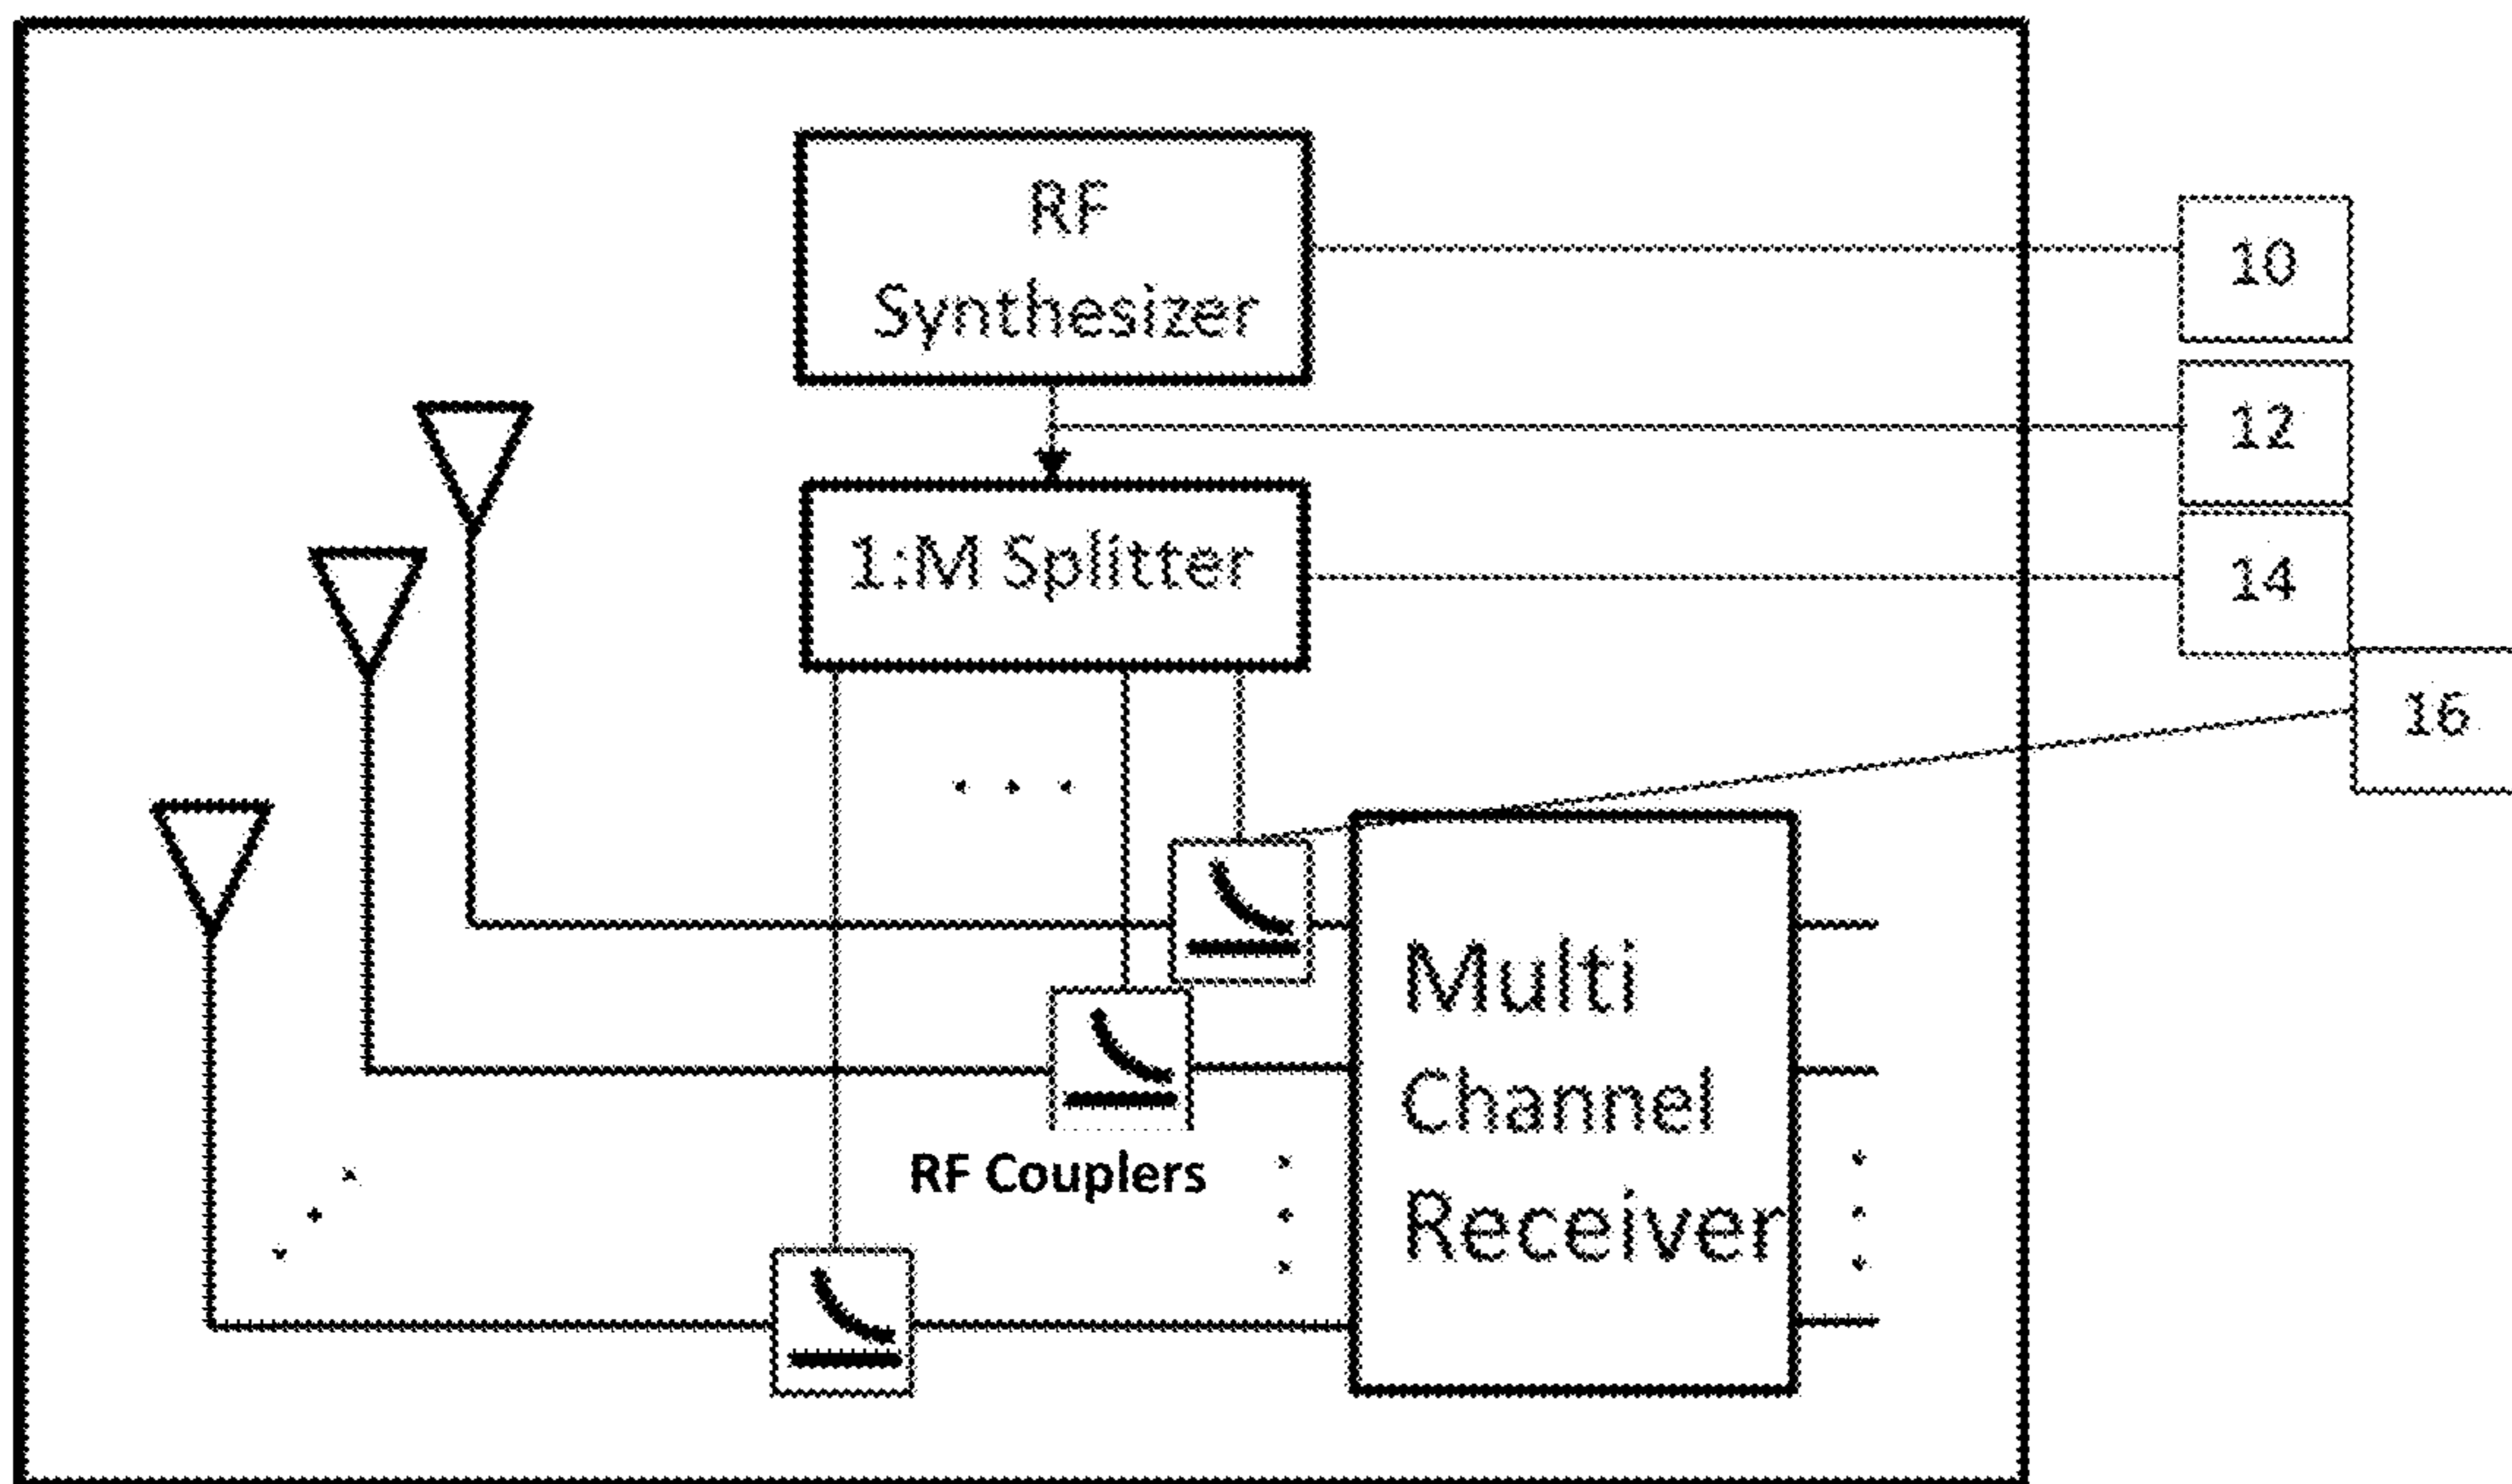 RF
Synthesizer
10
12
1:M Splitter
14
16
Multi
Channel
Receiver
RF Couplers